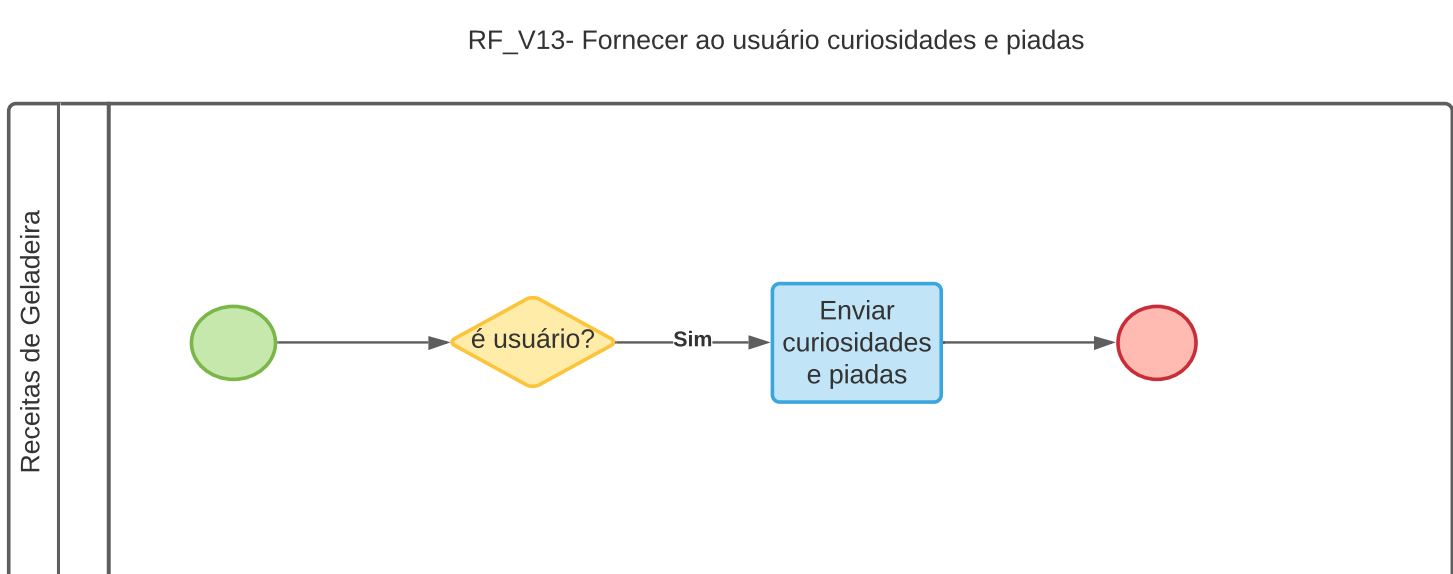 RF_V13- Fornecer ao usuário curiosidades e piadas
Receitas de Geladeira
é usuário?
Sim
Enviar
curiosidades
e piadas